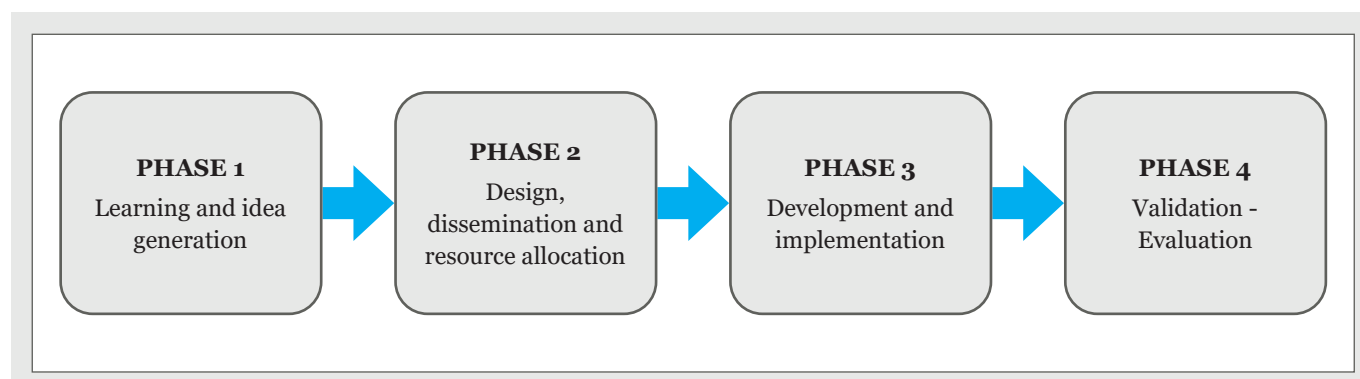 PHASE 1
Learning and idea
generation
PHASE 2
Design,
dissemination and
resource allocation
PHASE 3
Development and
implementation
PHASE 4
Validation -
Evaluation